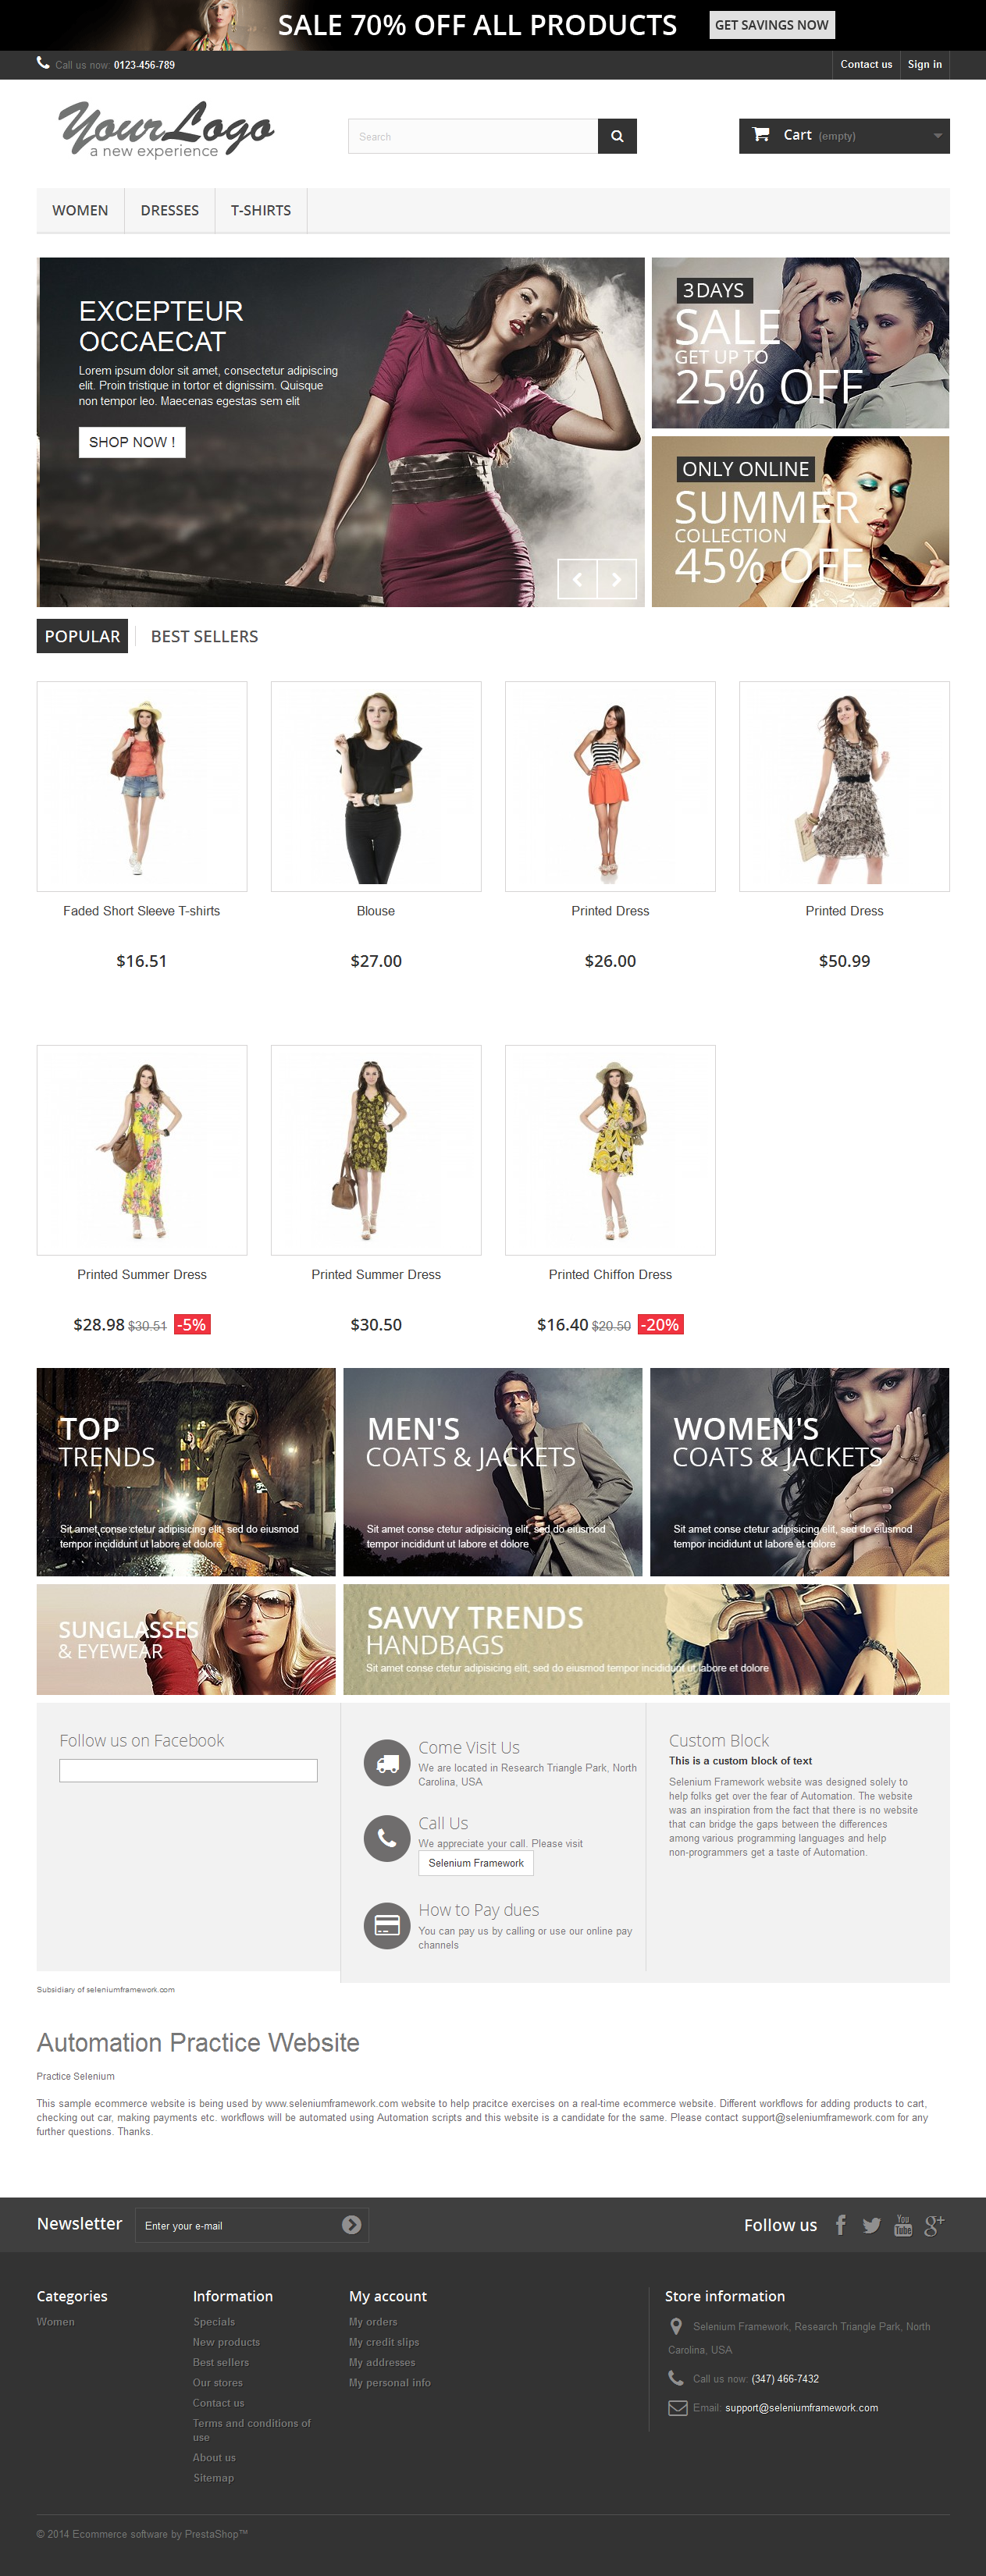 SALE 70% OFF ALL PRODUCTS
GET SAVINGS NOW
Call us now: 0123-456-789
Contact us
Sign in
YourLogo
a new experience
Search
Cart (empty)
WOMEN
DRESSES
T-SHIRTS
EXCEPTEUR
OCCAECAT
Lorem ipsum dolor sit amet, consectetur adipiscing
elit. Proin tristique in tortor et dignissim. Quisque
non tempor leo. Maecenas egestas sem elit
SHOP NOW !
3 DAYS
SALE
GET UP TO
25% OFF
ONLY ONLINE
SUMMER
COLLECTION
45% OFF
POPULAR
BEST SELLERS
Faded Short Sleeve T-shirts
Blouse
Printed Dress
Printed Dress
$16.51
$27.00
$26.00
$50.99
Printed Summer Dress
Printed Summer Dress
Printed Chiffon Dress
$28.98 $30.51 -5%
$30.50
$16.40 $20.50 -20%
TOP
TRENDS
Sit amet conse ctetur adipisicing elit, sed do eiusmod
tempor incididunt ut labore et dolore
MEN'S
COATS & JACKETS
Sit amet conse ctetur adipisicing elit, sed do eiusmod
tempor incididunt ut labore et dolore
WOMEN'S
COATS & JACKETS
Sit amet conse ctetur adipisicing elit, sed do eiusmod
tempor incididunt ut labore et dolore
SUNGLASSES
& EYEWEAR
SAVVY TRENDS
HANDBAGS
Sit amet conse ctetur adipisicing elit, sed do eiusmod tempor incididunt ut labore et dolore
Follow us on Facebook
Come Visit Us
We are located in Research Triangle Park, North
Carolina, USA
Call Us
We appreciate your call. Please visit
Selenium Framework
How to Pay dues
You can pay us by calling or use our online pay
channels
Custom Block
This is a custom block of text
Selenium Framework website was designed solely to
help folks get over the fear of Automation. The website
was an inspiration from the fact that there is no website
that can bridge the gaps between the differences
among various programming languages and help
non-programmers get a taste of Automation.
Subsidiary of seleniumframework.com
Automation Practice Website
Practice Selenium
This sample ecommerce website is being used by www.seleniumframework.com website to help pracitce exercises on a real-time ecommerce website. Different workflows for adding products to cart,
checking out car, making payments etc. workflows will be automated using Automation scripts and this website is a candidate for the same. Please contact support@seleniumframework.com for any
further questions. Thanks.
Newsletter
Enter your e-mail
Follow us
You
Tube
g+
Categories
Women
Information
Specials
New products
Best sellers
Our stores
Contact us
Terms and conditions of
use
About us
Sitemap
My account
My orders
My credit slips
My addresses
My personal info
Store information
Selenium Framework, Research Triangle Park, North
Carolina, USA
Call us now: (347) 466-7432
Email: support@seleniumframework.com
© 2014 Ecommerce software by PrestaShop™